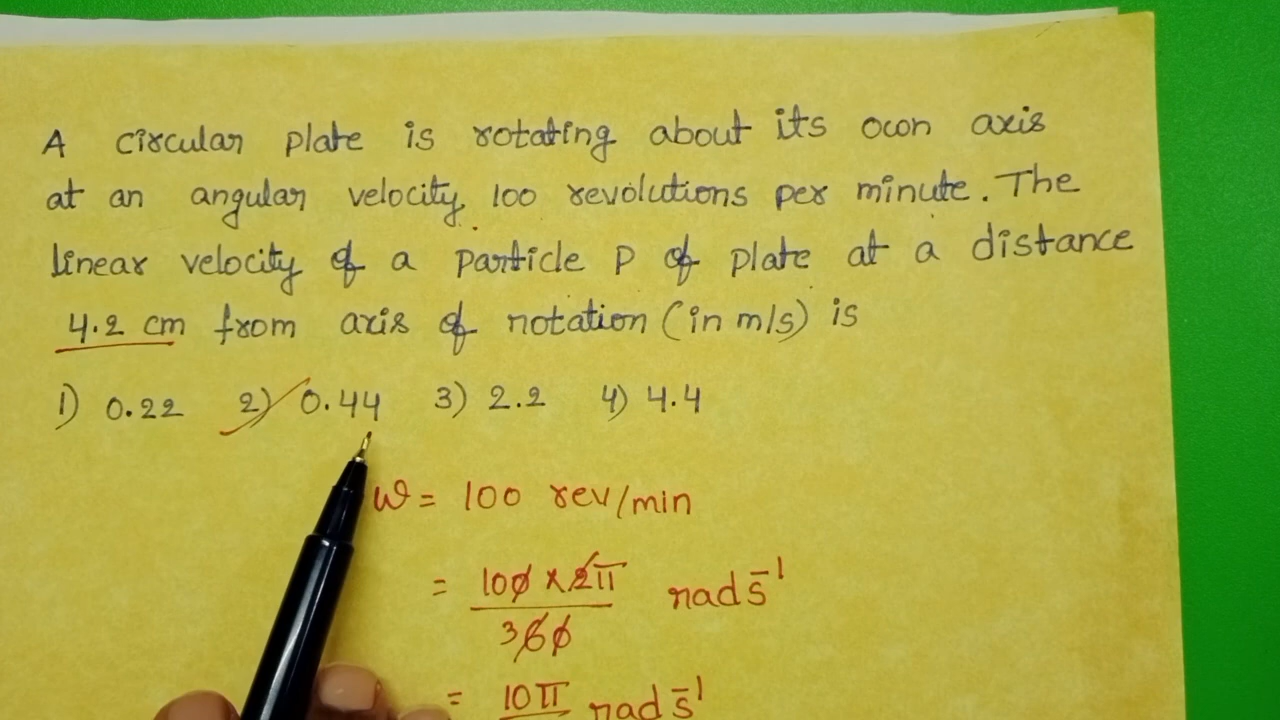 A circular plate is rotating about its own axis
at an angular velocity 100 revolutions per minute. The
linear velocity of a particle P of plate at a distance
4.2 cm from axis of rotation (in m/s) is
1) 0.22 2) 0.44 3) 2.2 4) 4.4
ω = 100 rev/min
= 100 × 2π / 360 rad s⁻¹
= 10π rad s⁻¹